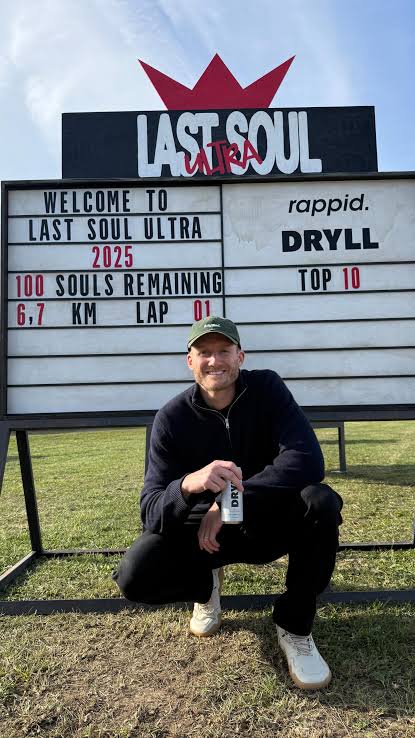 LAST SOUL
ULTRA
WELCOME TO
LAST SOUL ULTRA
2025
100 SOULS REMAINING
6,7 KM LAP 01
rappid.
DRYLL
TOP 10
DRY